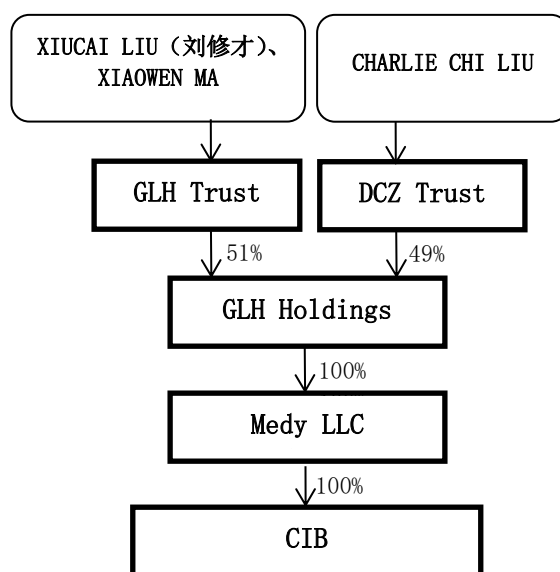 XIUCAI LIU（刘修才）、
XIAOWEN MA
CHARLIE CHI LIU
GLH Trust
DCZ Trust
51%
49%
GLH Holdings
100%
Medy LLC
100%
CIB